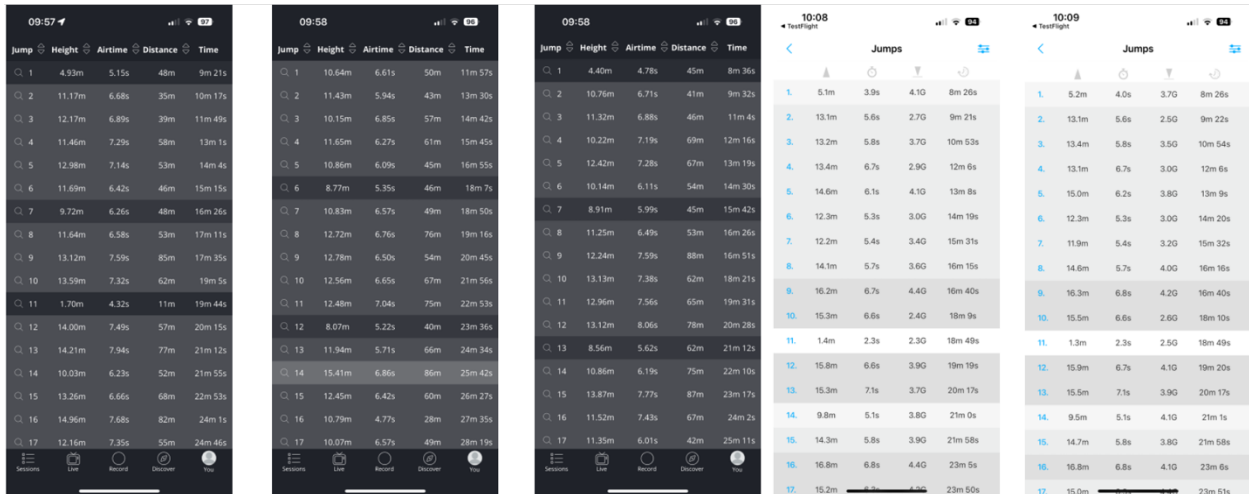 09:57
97
Jump Height Airtime Distance Time
1 4.93m 5.15s 48m 9m 21s
2 11.17m 6.68s 35m 10m 17s
3 12.17m 6.89s 39m 11m 49s
4 11.46m 7.29s 58m 13m 1s
5 12.98m 7.14s 53m 14m 4s
6 11.69m 6.42s 46m 15m 15s
7 9.72m 6.26s 48m 16m 26s
8 11.64m 6.58s 53m 17m 11s
9 13.12m 7.59s 85m 17m 35s
10 13.59m 7.32s 62m 19m 5s
11 1.70m 4.32s 11m 19m 44s
12 14.00m 7.49s 57m 20m 15s
13 14.21m 7.94s 77m 21m 12s
14 10.03m 6.23s 52m 21m 55s
15 13.26m 6.66s 68m 22m 53s
16 14.96m 7.68s 82m 24m 1s
17 12.16m 7.35s 55m 24m 46s
Sessions Live Record Discover You
09:58
96
Jump Height Airtime Distance Time
1 10.64m 6.61s 50m 11m 57s
2 11.43m 5.94s 43m 13m 30s
3 10.15m 6.85s 57m 14m 42s
4 11.65m 6.27s 61m 15m 45s
5 10.86m 6.09s 45m 16m 55s
6 8.77m 5.35s 46m 18m 7s
7 10.83m 6.57s 49m 18m 50s
8 12.72m 6.76s 76m 19m 16s
9 12.78m 6.50s 54m 20m 45s
10 12.56m 6.65s 67m 21m 56s
11 12.48m 7.04s 75m 22m 53s
12 8.07m 5.22s 40m 23m 36s
13 11.94m 5.71s 66m 24m 34s
14 15.41m 6.86s 86m 25m 42s
15 12.45m 6.42s 60m 26m 27s
16 10.79m 4.77s 28m 27m 35s
17 10.07m 6.57s 49m 28m 19s
Sessions Live Record Discover You
09:58
96
Jump Height Airtime Distance Time
1 4.40m 4.78s 45m 8m 36s
2 10.76m 6.71s 41m 9m 32s
3 11.32m 6.88s 46m 11m 4s
4 10.22m 7.19s 69m 12m 16s
5 12.42m 7.28s 67m 13m 19s
6 10.14m 6.11s 54m 14m 30s
7 8.91m 5.99s 45m 15m 42s
8 11.25m 6.49s 53m 16m 26s
9 12.24m 7.59s 88m 16m 51s
10 13.13m 7.38s 62m 18m 21s
11 12.96m 7.56s 65m 19m 31s
12 13.12m 8.06s 78m 20m 28s
13 8.56m 5.62s 62m 21m 12s
14 10.86m 6.19s 75m 22m 10s
15 13.87m 7.77s 87m 23m 17s
16 11.52m 7.43s 67m 24m 2s
17 11.35m 6.01s 42m 25m 11s
Sessions Live Record Discover You
10:08
94
TestFlight
Jumps
1. 5.1m 3.9s 4.1G 8m 26s
2. 13.1m 5.6s 2.7G 9m 21s
3. 13.2m 5.8s 3.7G 10m 53s
4. 13.4m 6.7s 2.9G 12m 6s
5. 14.6m 6.1s 4.1G 13m 8s
6. 12.3m 5.3s 3.0G 14m 19s
7. 12.2m 5.4s 3.4G 15m 31s
8. 14.1m 5.7s 3.6G 16m 15s
9. 16.2m 6.7s 4.4G 16m 40s
10. 15.3m 6.6s 2.4G 18m 9s
11. 1.4m 2.3s 2.3G 18m 49s
12. 15.8m 6.6s 3.9G 19m 19s
13. 15.3m 7.1s 3.7G 20m 17s
14. 9.8m 5.1s 3.8G 21m 0s
15. 14.3m 5.8s 3.9G 21m 58s
16. 16.8m 6.8s 4.4G 23m 5s
17. 15.2m 23m 50s
10:09
94
TestFlight
Jumps
1. 5.2m 4.0s 3.7G 8m 26s
2. 13.1m 5.6s 2.5G 9m 22s
3. 13.4m 5.8s 3.5G 10m 54s
4. 13.1m 6.7s 3.0G 12m 6s
5. 15.0m 6.2s 3.8G 13m 9s
6. 12.3m 5.3s 3.0G 14m 20s
7. 11.9m 5.4s 3.2G 15m 32s
8. 14.6m 5.7s 4.0G 16m 16s
9. 16.3m 6.8s 4.2G 16m 40s
10. 15.5m 6.6s 2.6G 18m 10s
11. 1.3m 2.3s 2.5G 18m 49s
12. 15.9m 6.7s 4.1G 19m 20s
13. 15.5m 7.1s 3.9G 20m 17s
14. 9.5m 5.1s 4.1G 21m 1s
15. 14.7m 5.8s 3.8G 21m 58s
16. 16.8m 6.8s 4.1G 23m 6s
17. 15.0m 23m 51s